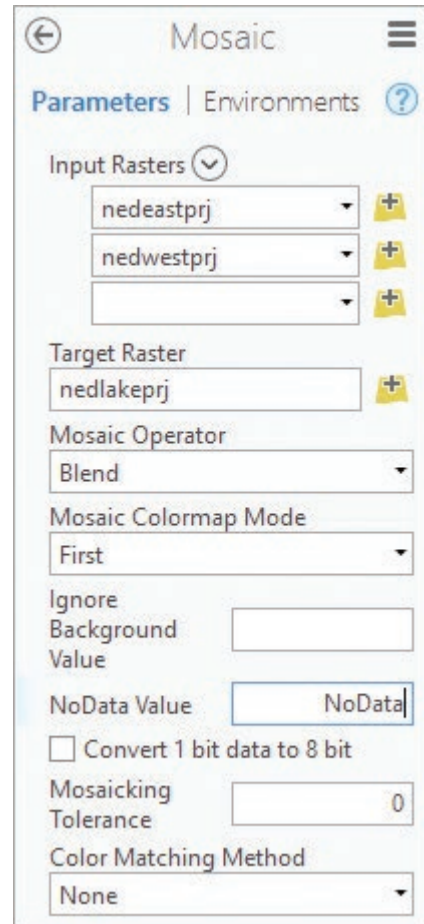 Mosaic
Parameters | Environments ?
Input Rasters
nedeastprj
nedwestprj
Target Raster
nedlakeprj
Mosaic Operator
Blend
Mosaic Colormap Mode
First
Ignore
Background
Value
NoData Value NoData
Convert 1 bit data to 8 bit
Mosaicking
Tolerance 0
Color Matching Method
None